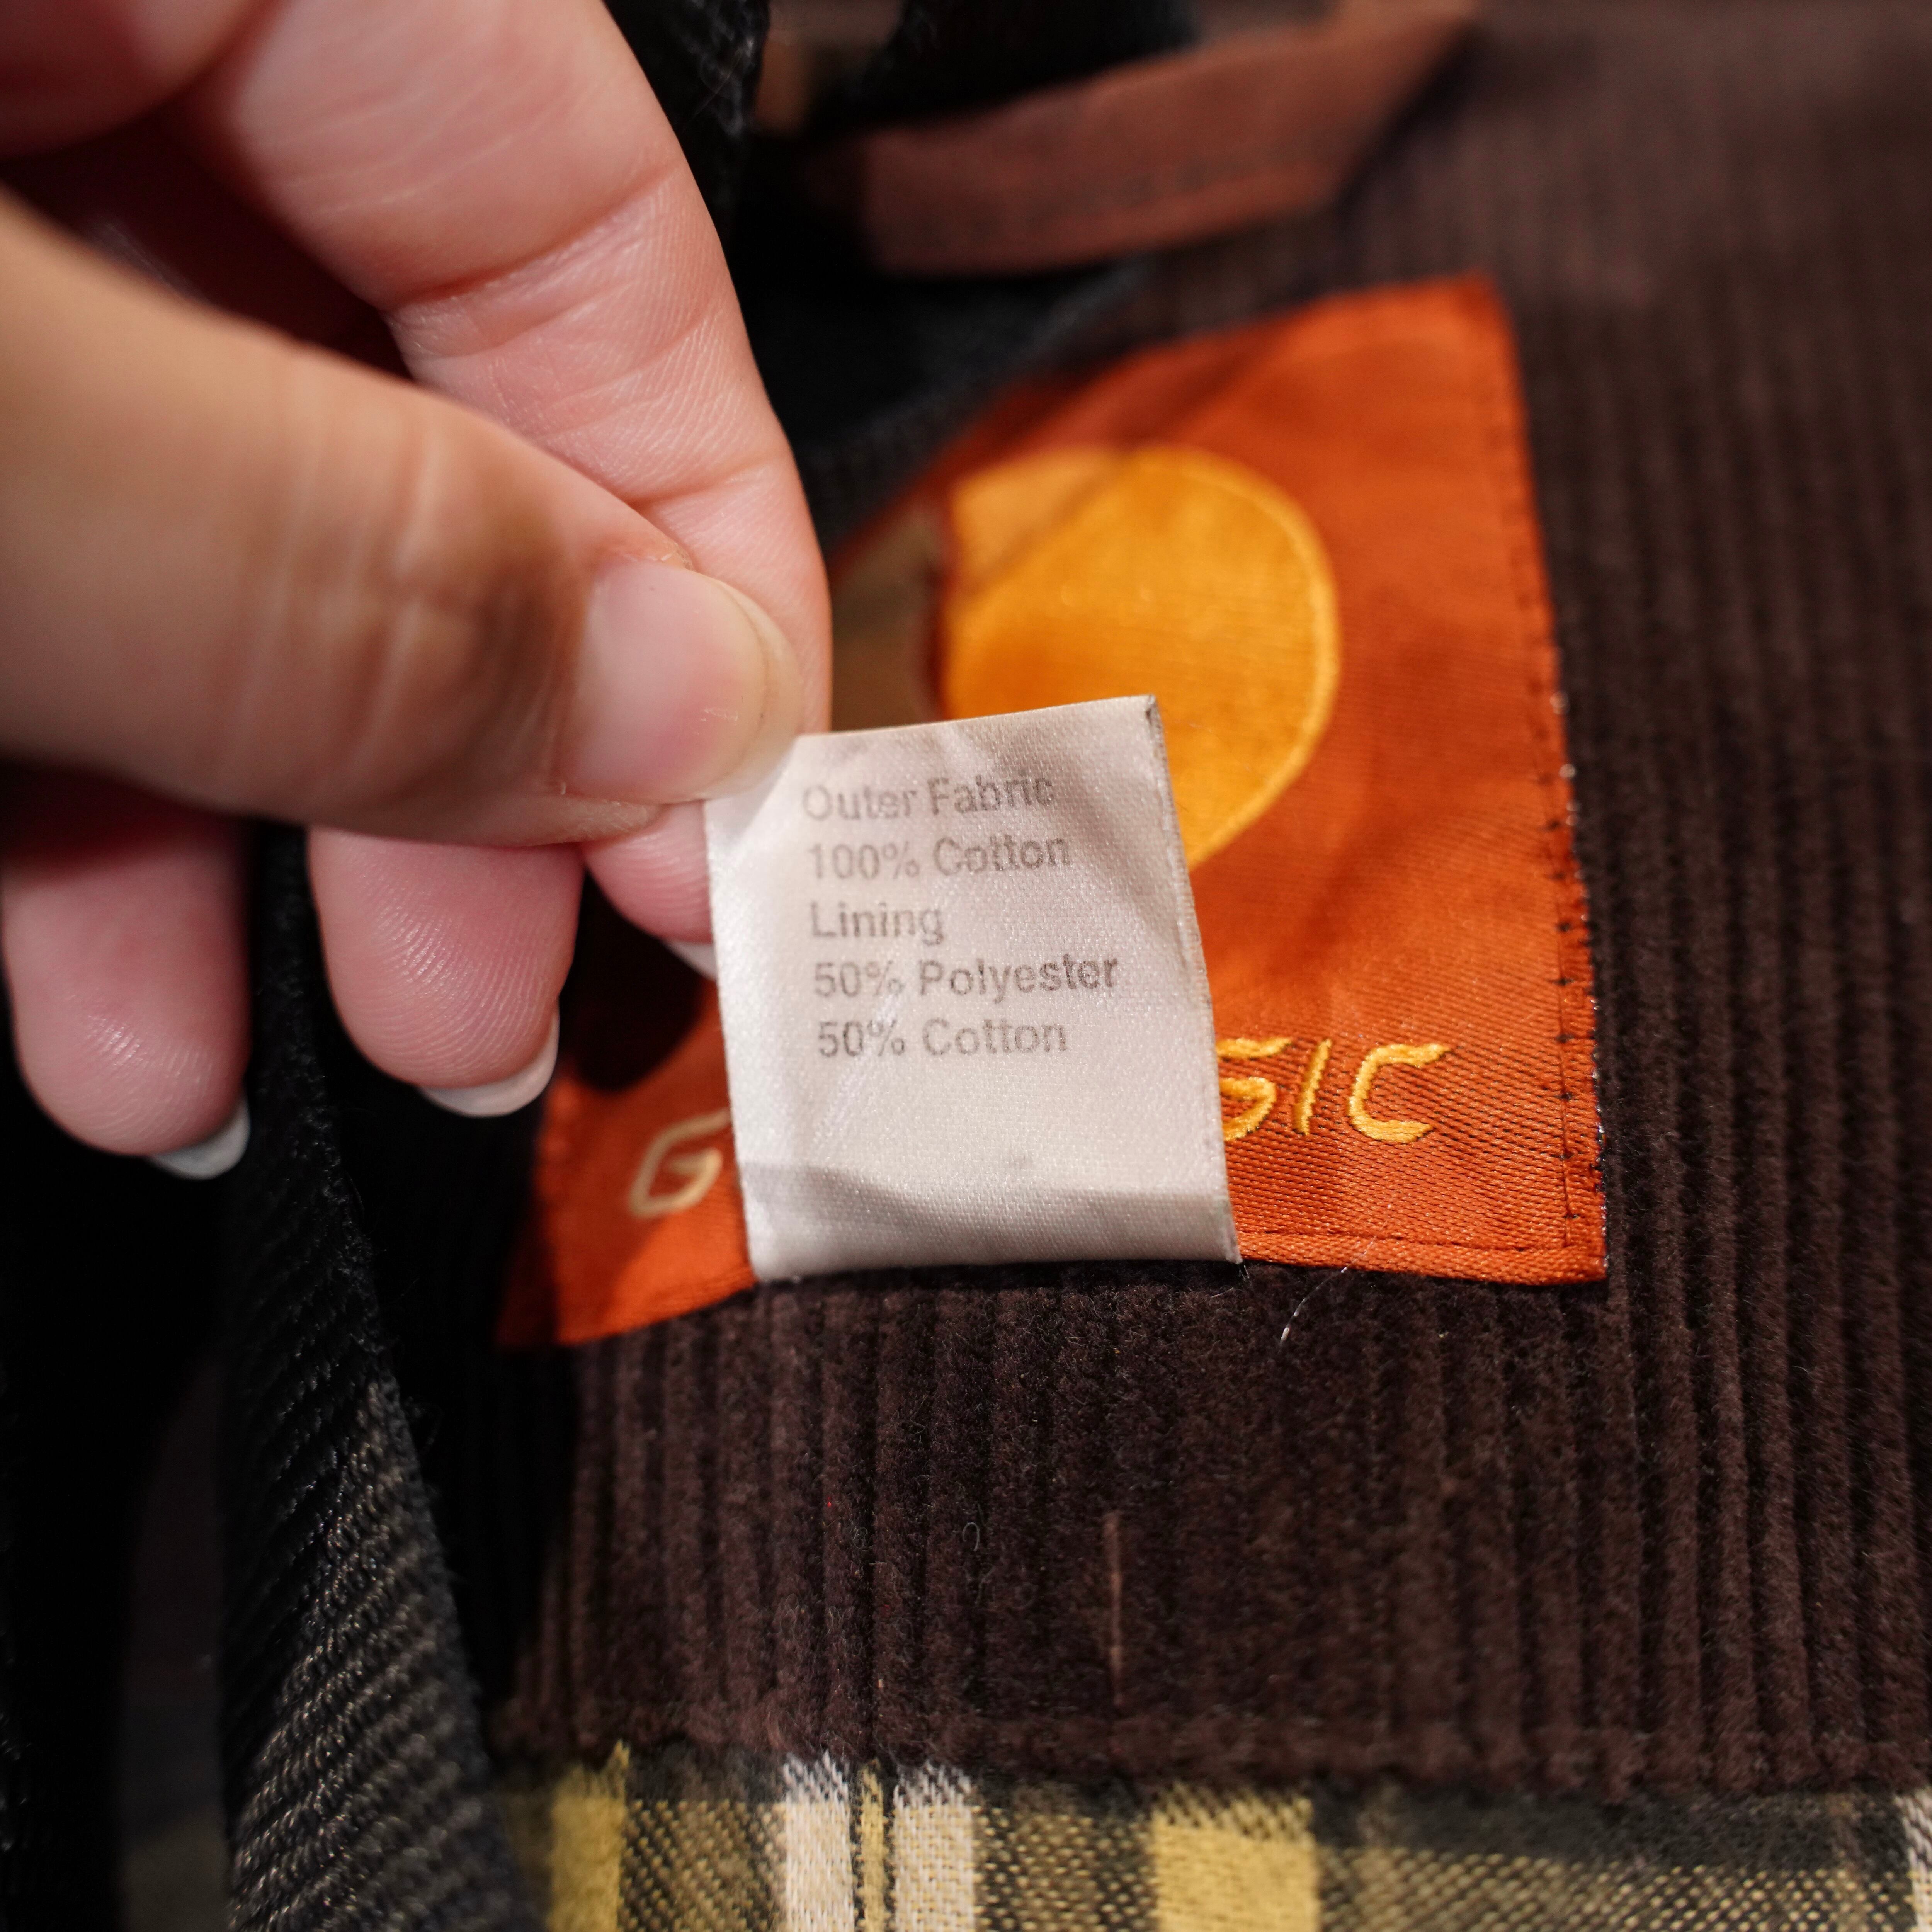 Outer Fabric
100% Cotton
Lining
50% Polyester
50% Cotton